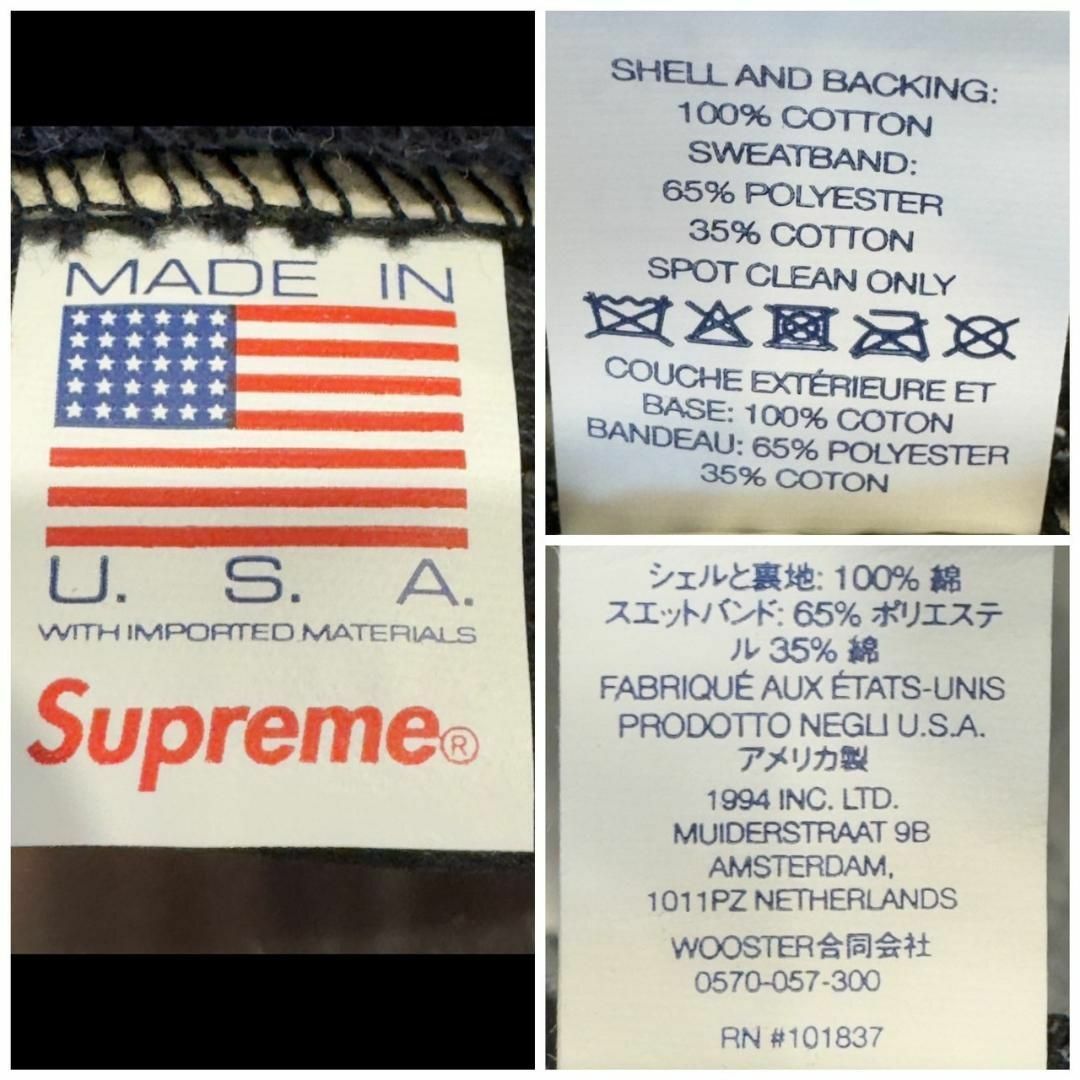 MADE IN
U. S. A.
WITH IMPORTED MATERIALS
Supreme®
SHELL AND BACKING:
100% COTTON
SWEATBAND:
65% POLYESTER
35% COTTON
SPOT CLEAN ONLY
COUCHE EXTÉRIEURE ET
BASE: 100% COTON
BANDEAU: 65% POLYESTER
35% COTON
シェルと裏地: 100% 綿
スエットバンド: 65% ポリエステ
ル 35% 綿
FABRIQUÉ AUX ÉTATS-UNIS
PRODOTTO NEGLI U.S.A.
アメリカ製
1994 INC. LTD.
MUIDERSTRAAT 9B
AMSTERDAM,
1011PZ NETHERLANDS
WOOSTER合同会社
0570-057-300
RN #101837